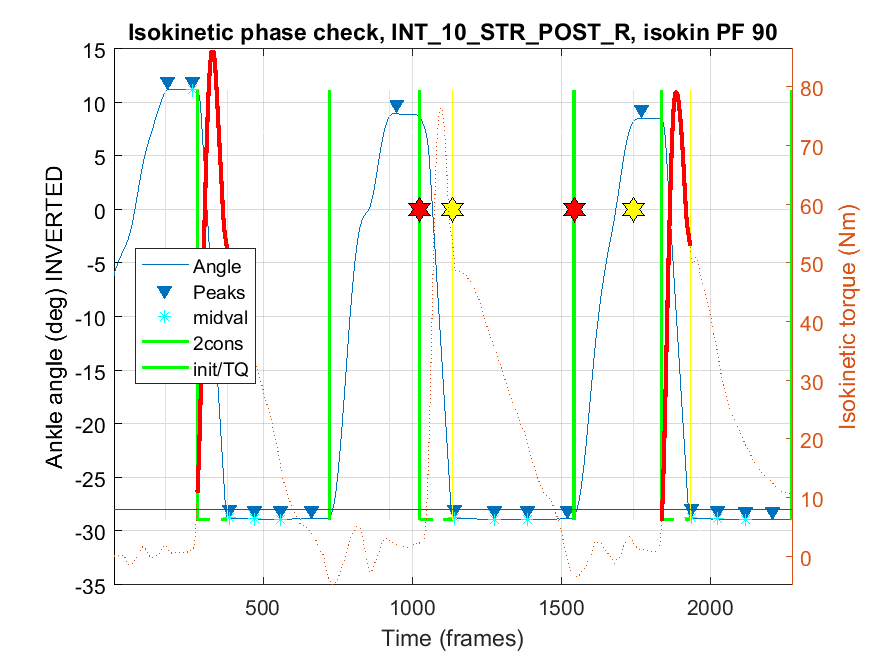 Isokinetic phase check, INT_10_STR_POST_R, isokin PF 90
Ankle angle (deg) INVERTED
15
10
5
0
-5
-10
-15
-20
-25
-30
-35
Angle
Peaks
midval
2cons
init/TQ
500
1000
1500
2000
Time (frames)
80
70
60
50
40
30
20
10
0
Isokinetic torque (Nm)